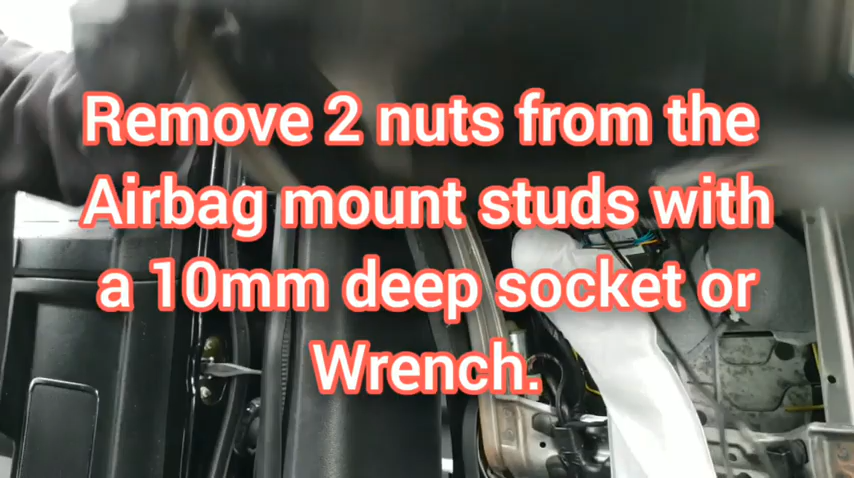 Remove 2 nuts from the
Airbag mount studs with
a 10mm deep socket or
Wrench.